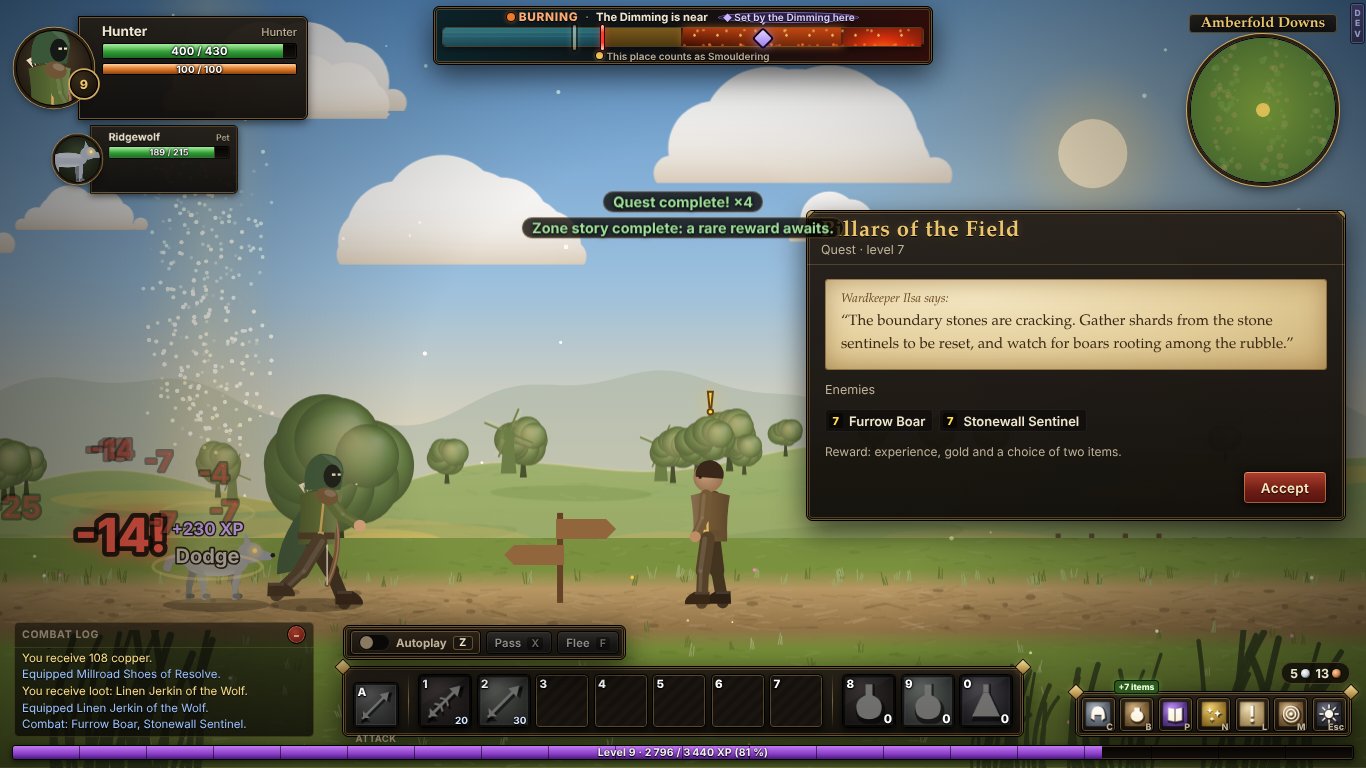 Hunter
Hunter
400 / 430
100 / 100
9
Ridgewolf
Pet
189 / 215
BURNING · The Dimming is near
Set by the Dimming here
This place counts as Smouldering
Amberfold Downs
DEV
Quest complete! ×4
Zone story complete: a rare reward awaits.
illars of the Field
Quest · level 7
Wardkeeper Ilsa says:
“The boundary stones are cracking. Gather shards from the stone
sentinels to be reset, and watch for boars rooting among the rubble.”
Enemies
7 Furrow Boar
7 Stonewall Sentinel
Reward: experience, gold and a choice of two items.
Accept
!
-14
-7
-4
25
-7
-14!
+230 XP
Dodge
COMBAT LOG
You receive 108 copper.
Equipped Millroad Shoes of Resolve.
You receive loot: Linen Jerkin of the Wolf.
Equipped Linen Jerkin of the Wolf.
Combat: Furrow Boar, Stonewall Sentinel.
Autoplay Z
Pass X
Flee F
A
ATTACK
1 20
2 30
3
4
5
6
7
8 0
9 0
0 0
5 13
+7 items
C
B
P
N
L
M
Esc
Level 9 · 2 796 / 3 440 XP (81 %)